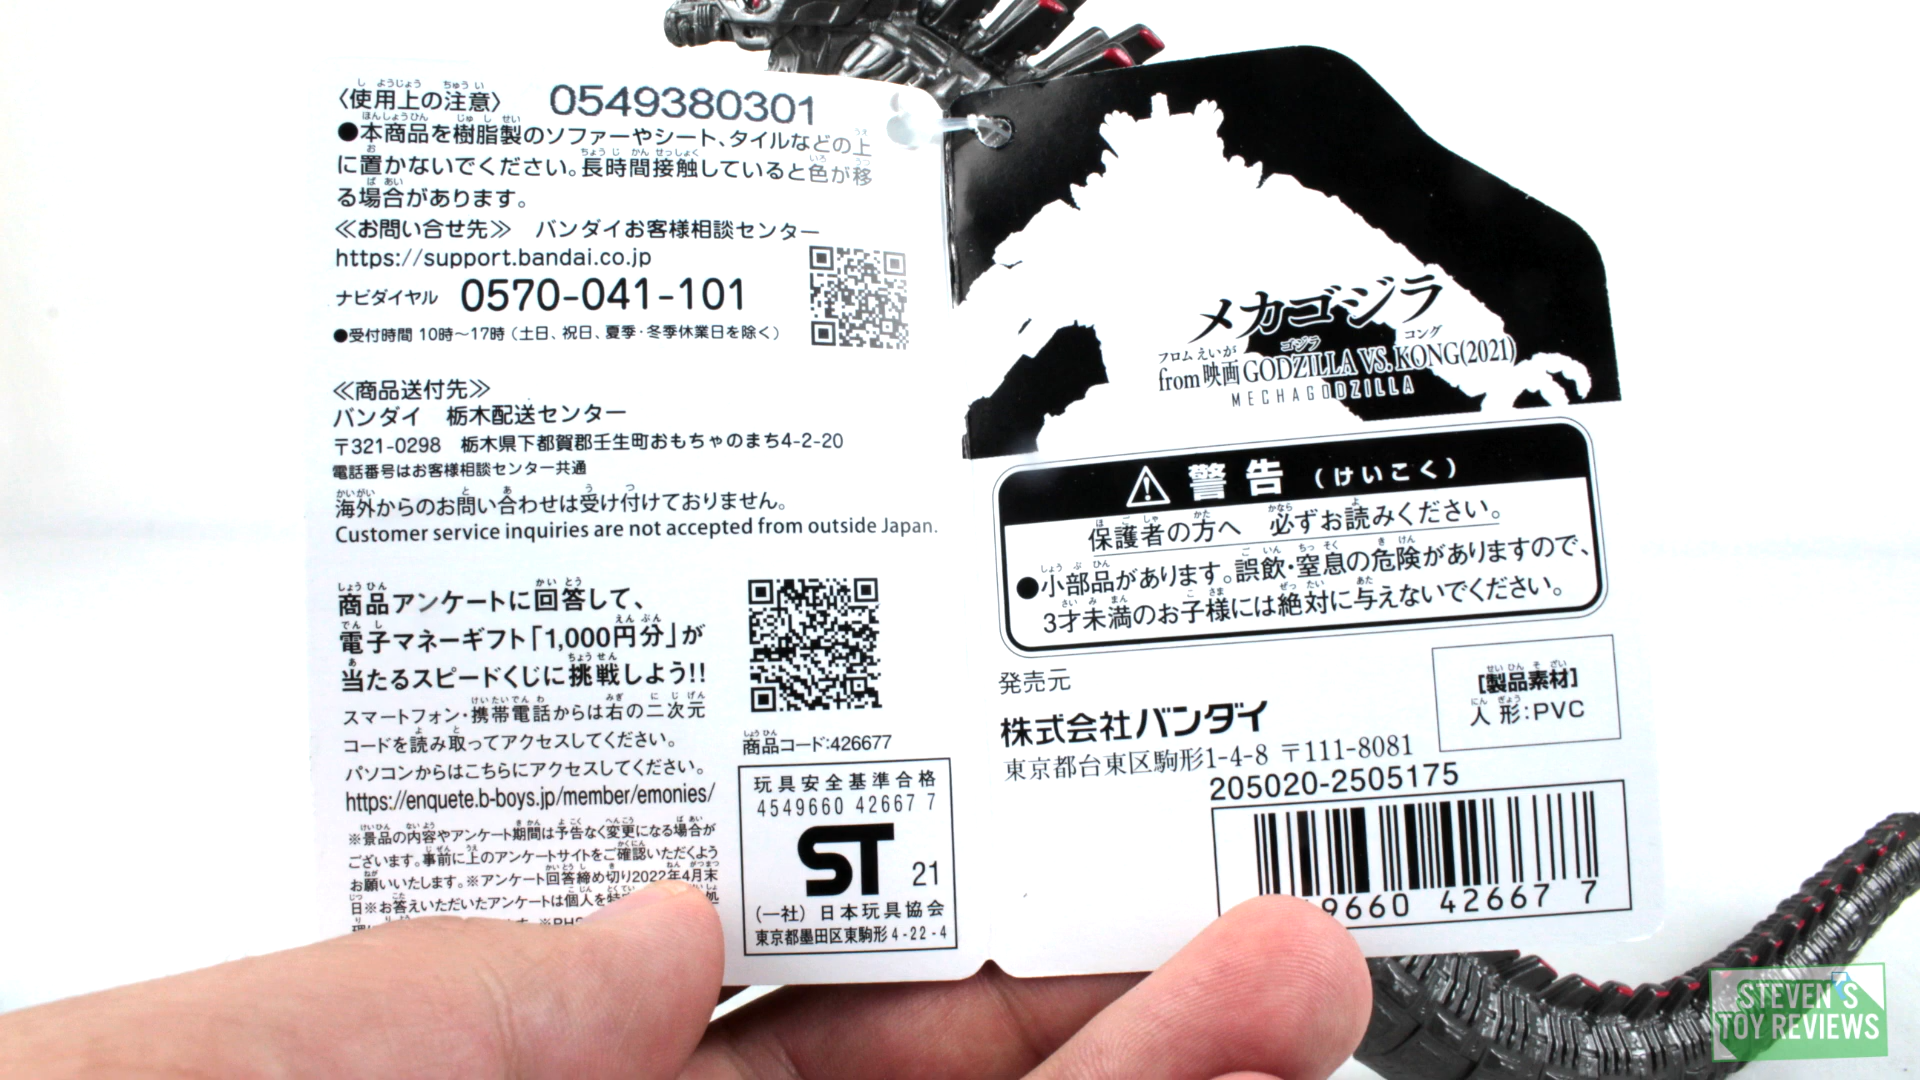 〈使用上の注意〉 0549380301
●本商品を樹脂製のソファーやシート、タイルなどの上
に置かないでください。長時間接触していると色が移
る場合があります。
≪お問い合せ先≫ バンダイお客様相談センター
https://support.bandai.co.jp
ナビダイヤル 0570-041-101
●受付時間 10時～17時（土日、祝日、夏季・冬季休業日を除く）
≪商品送付先≫
バンダイ 栃木配送センター
〒321-0298 栃木県下都賀郡壬生町おもちゃのまち4-2-20
電話番号はお客様相談センター共通
海外からのお問い合わせは受け付けておりません。
Customer service inquiries are not accepted from outside Japan.
商品アンケートに回答して、
電子マネーギフト「1,000円分」が
当たるスピードくじに挑戦しよう!!
スマートフォン・携帯電話からは右の二次元
コードを読み取ってアクセスしてください。
パソコンからはこちらにアクセスしてください。
https://enquete.b-boys.jp/member/emonies/
※景品の内容やアンケート期間は予告なく変更になる場合が
ございます。事前に上のアンケートサイトをご確認いただくよう
お願いいたします。※アンケート回答締め切り2022年4月末
日※お答えいただいたアンケートは個人を特
商品コード:426677
玩具安全基準合格
4549660 42667 7
ST 21
（一社）日本玩具協会
東京都墨田区東駒形4-22-4
メカゴジラ
フロム えいが ゴジラ コング
from 映画 GODZILLA VS. KONG(2021)
MECHAGODZILLA
⚠ 警告（けいこく）
保護者の方へ 必ずお読みください。
●小部品があります。誤飲・窒息の危険がありますので、
3才未満のお子様には絶対に与えないでください。
発売元
株式会社バンダイ
東京都台東区駒形1-4-8 〒111-8081
[製品素材]
人形:PVC
205020-2505175
9660 42667 7
STEVEN'S
TOY REVIEWS